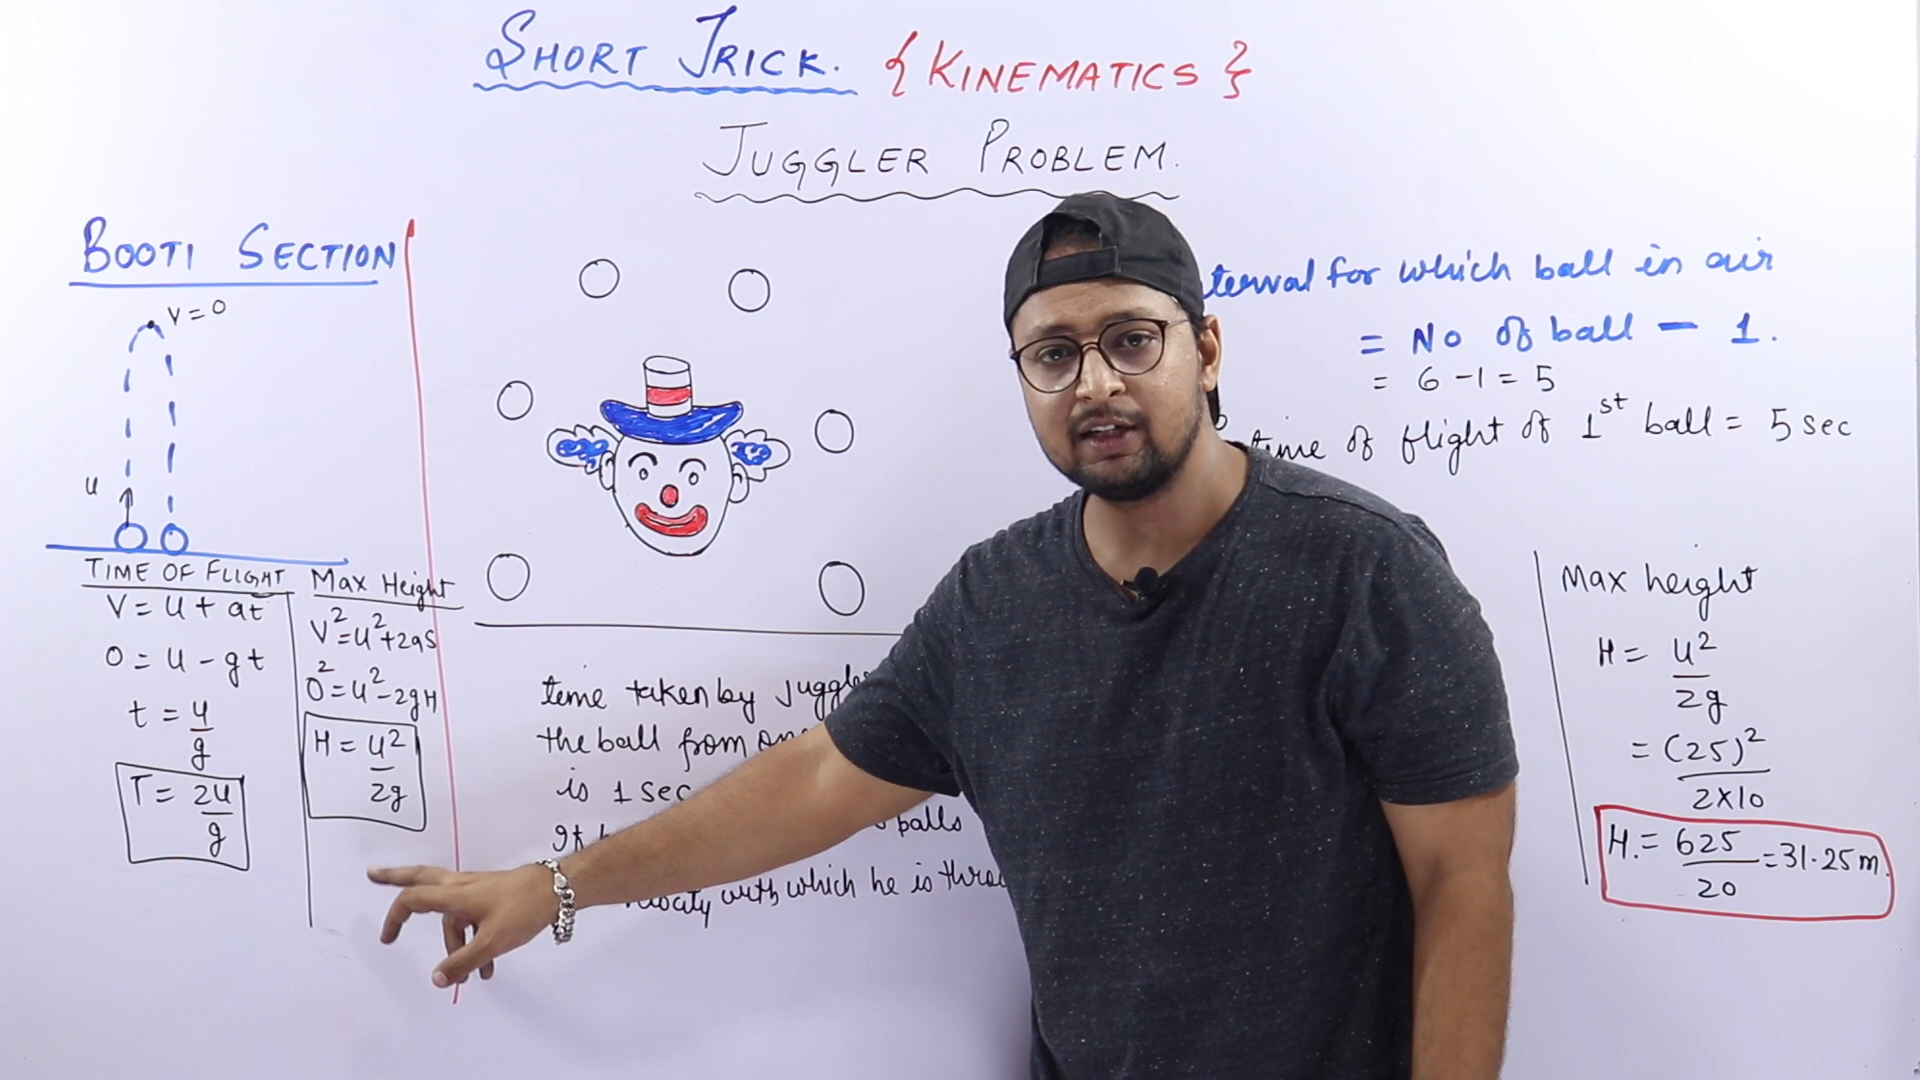 SHORT TRICK. { KINEMATICS }
JUGGLER PROBLEM.
BOOTI SECTION
V = 0
u
TIME OF FLIGHT
V = u + at
0 = u - gt
t = u/g
T = 2u/g
Max Height
V² = u² + 2as
0² = u² - 2gH
H = u²/2g
time taken by juggler
the ball from
is 1 sec
balls
with which he is
for which ball in air
= No of ball - 1.
= 6 - 1 = 5
time of flight of 1st ball = 5 sec
Max height
H = u²/2g
= (25)²/2×10
H. = 625/20 = 31.25 m.